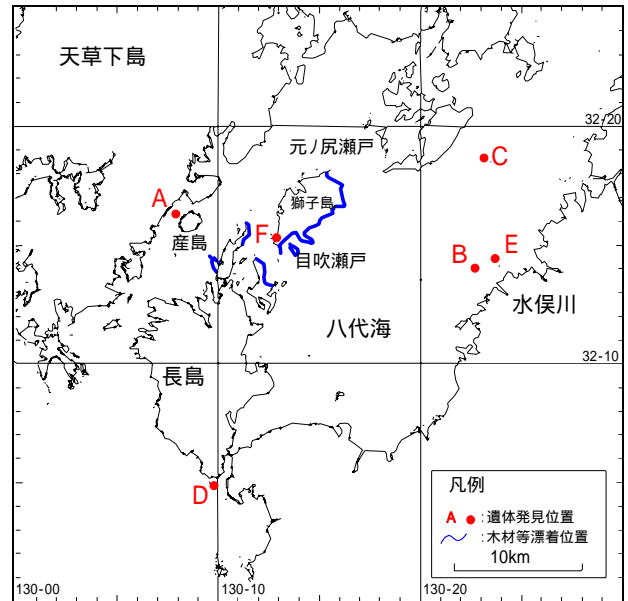 天草下島
32-20
元ノ尻瀬戸
C
獅子島
A
産島
F
目吹瀬戸
B
E
水俣川
八代海
32-10
長島
D
凡例
A ●:遺体発見位置
:木材等漂着位置
10km
130-00
130-10
130-20